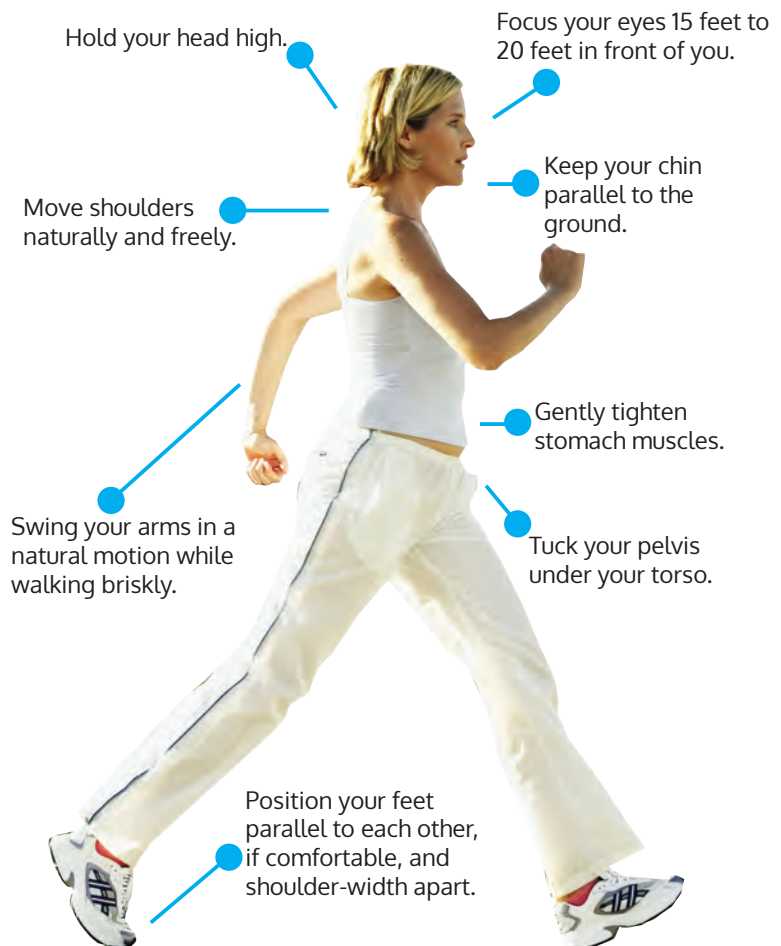 Hold your head high.
Focus your eyes 15 feet to
20 feet in front of you.
Keep your chin
parallel to the
ground.
Move shoulders
naturally and freely.
Gently tighten
stomach muscles.
Swing your arms in a
natural motion while
walking briskly.
Tuck your pelvis
under your torso.
Position your feet
parallel to each other,
if comfortable, and
shoulder-width apart.